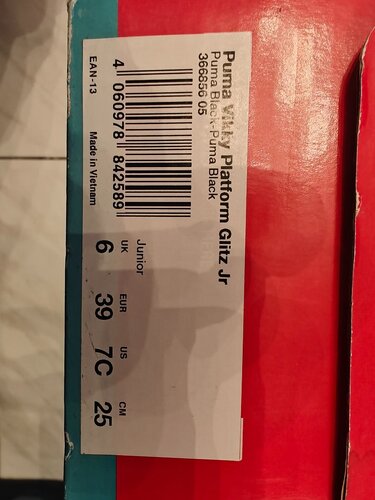 Puma Vikky Platform Glitz Jr
Puma Black-Puma Black
366856 05
4 060978 842589
EAN-13
Made in Vietnam
Junior
UK EUR US CM
6 39 7C 25